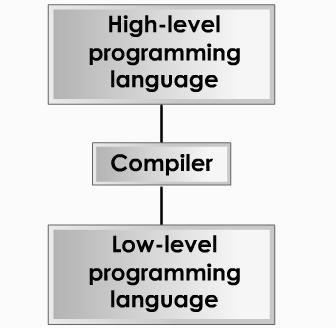 High-level
programming
language
Compiler
Low-level
programming
language